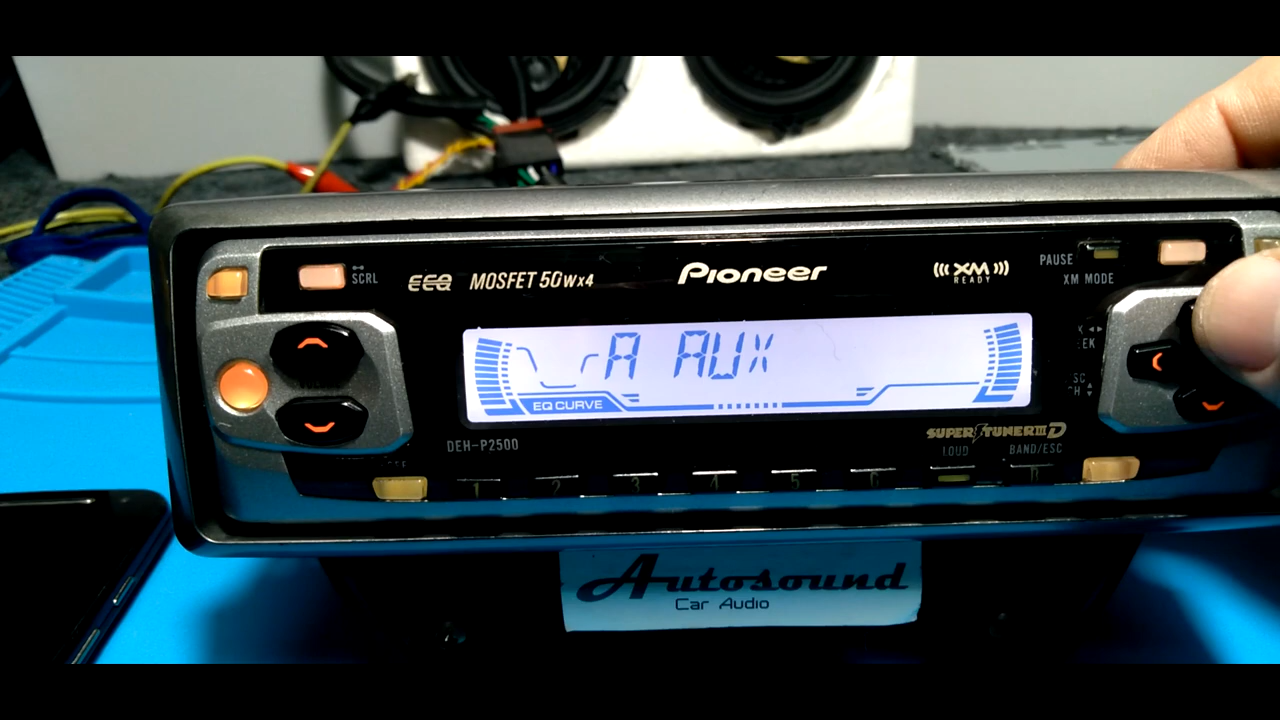 SCRL
EEQ MOSFET 50Wx4
Pioneer
XM
READY
PAUSE
XM MODE
A AUX
EQ CURVE
DEH-P2500
SUPER TUNER III D
LOUD
BAND/ESC
1 2 3 4 5 6
Autosound
Car Audio